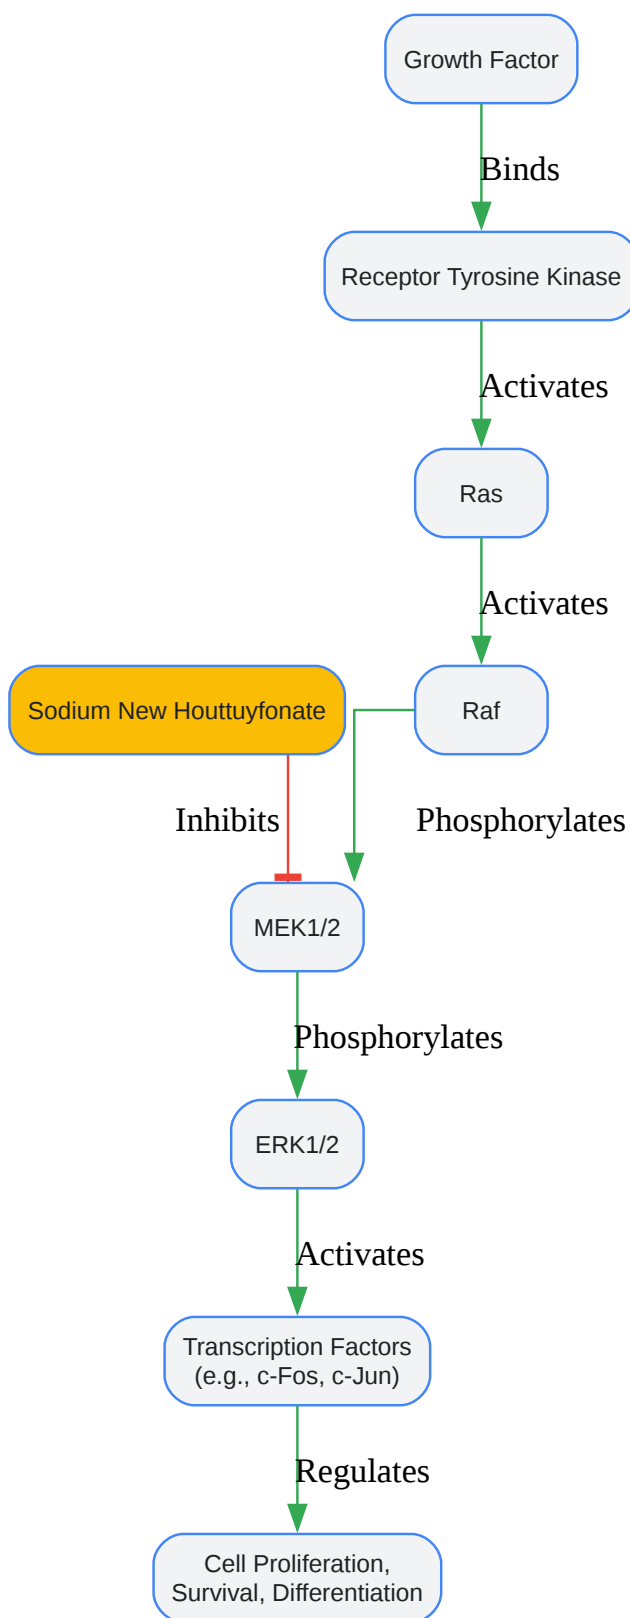 Growth Factor
Binds
Receptor Tyrosine Kinase
Activates
Ras
Activates
Sodium New Houttuyfonate
Raf
Inhibits
Phosphorylates
MEK1/2
Phosphorylates
ERK1/2
Activates
Transcription Factors
(e.g., c-Fos, c-Jun)
Regulates
Cell Proliferation,
Survival, Differentiation